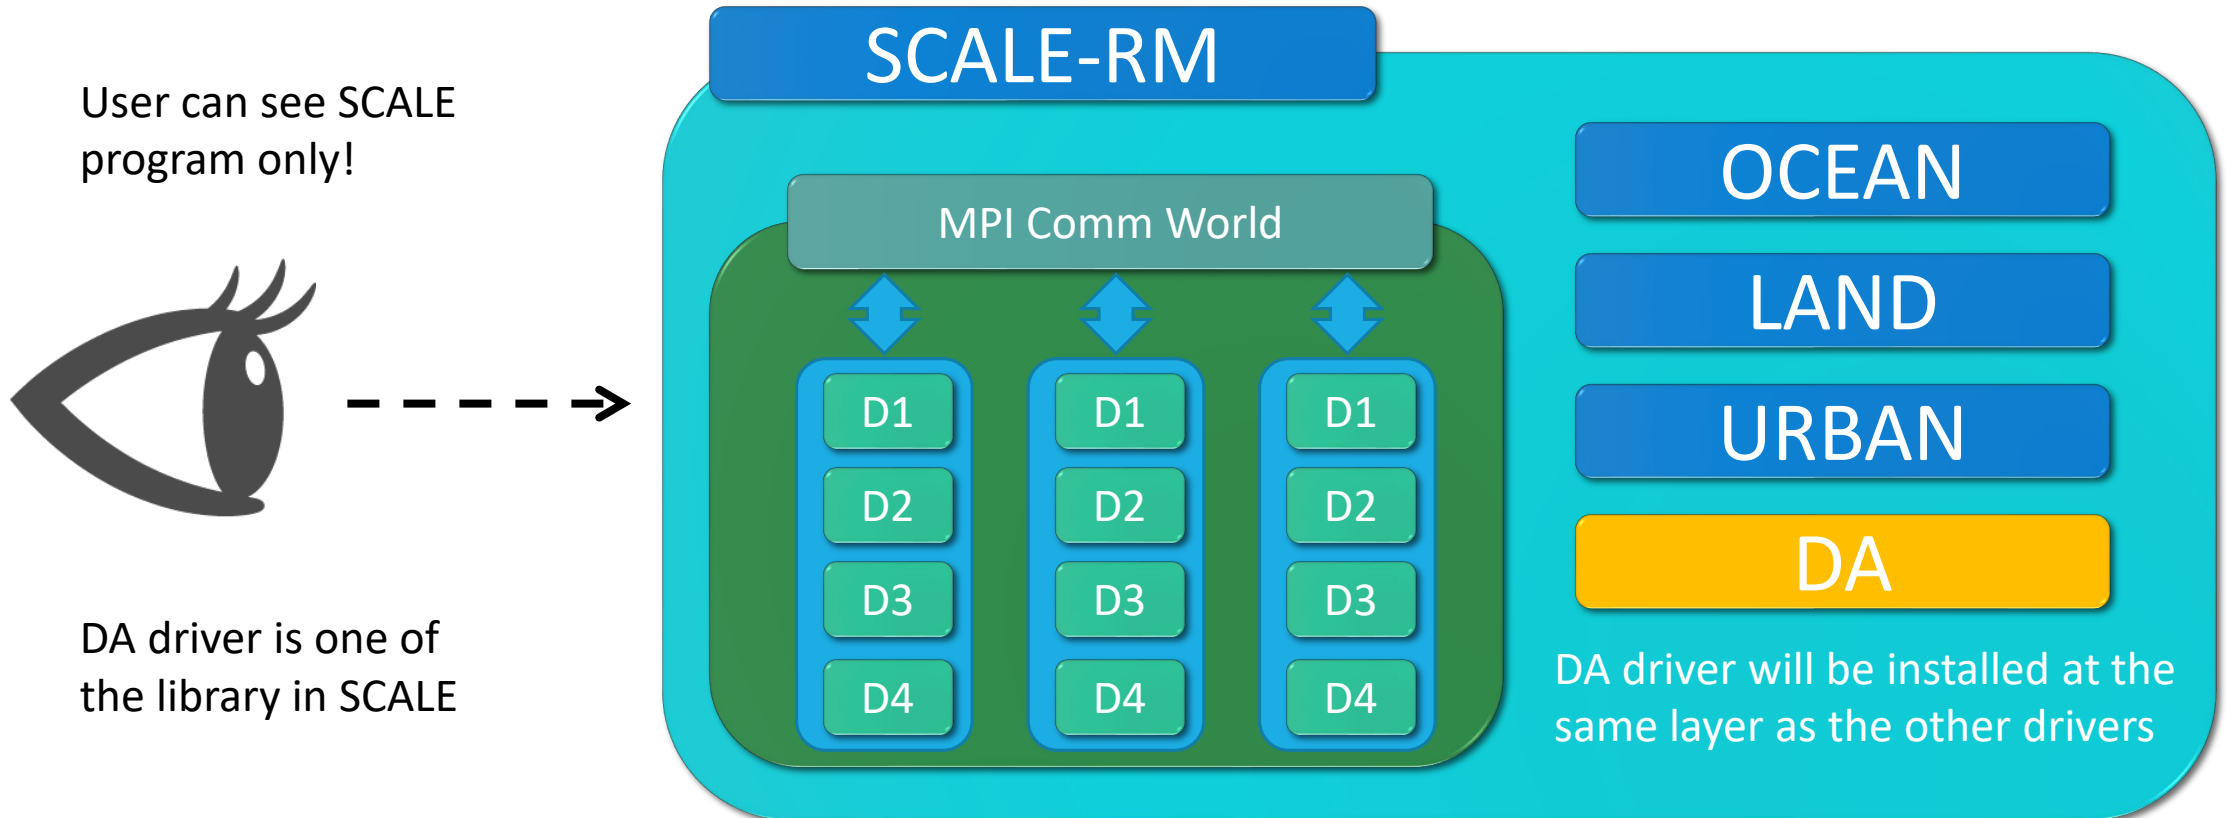 User can see SCALE
program only!
DA driver is one of
the library in SCALE
SCALE-RM
MPI Comm World
D1
D2
D3
D4
D1
D2
D3
D4
D1
D2
D3
D4
OCEAN
LAND
URBAN
DA
DA driver will be installed at the
same layer as the other drivers